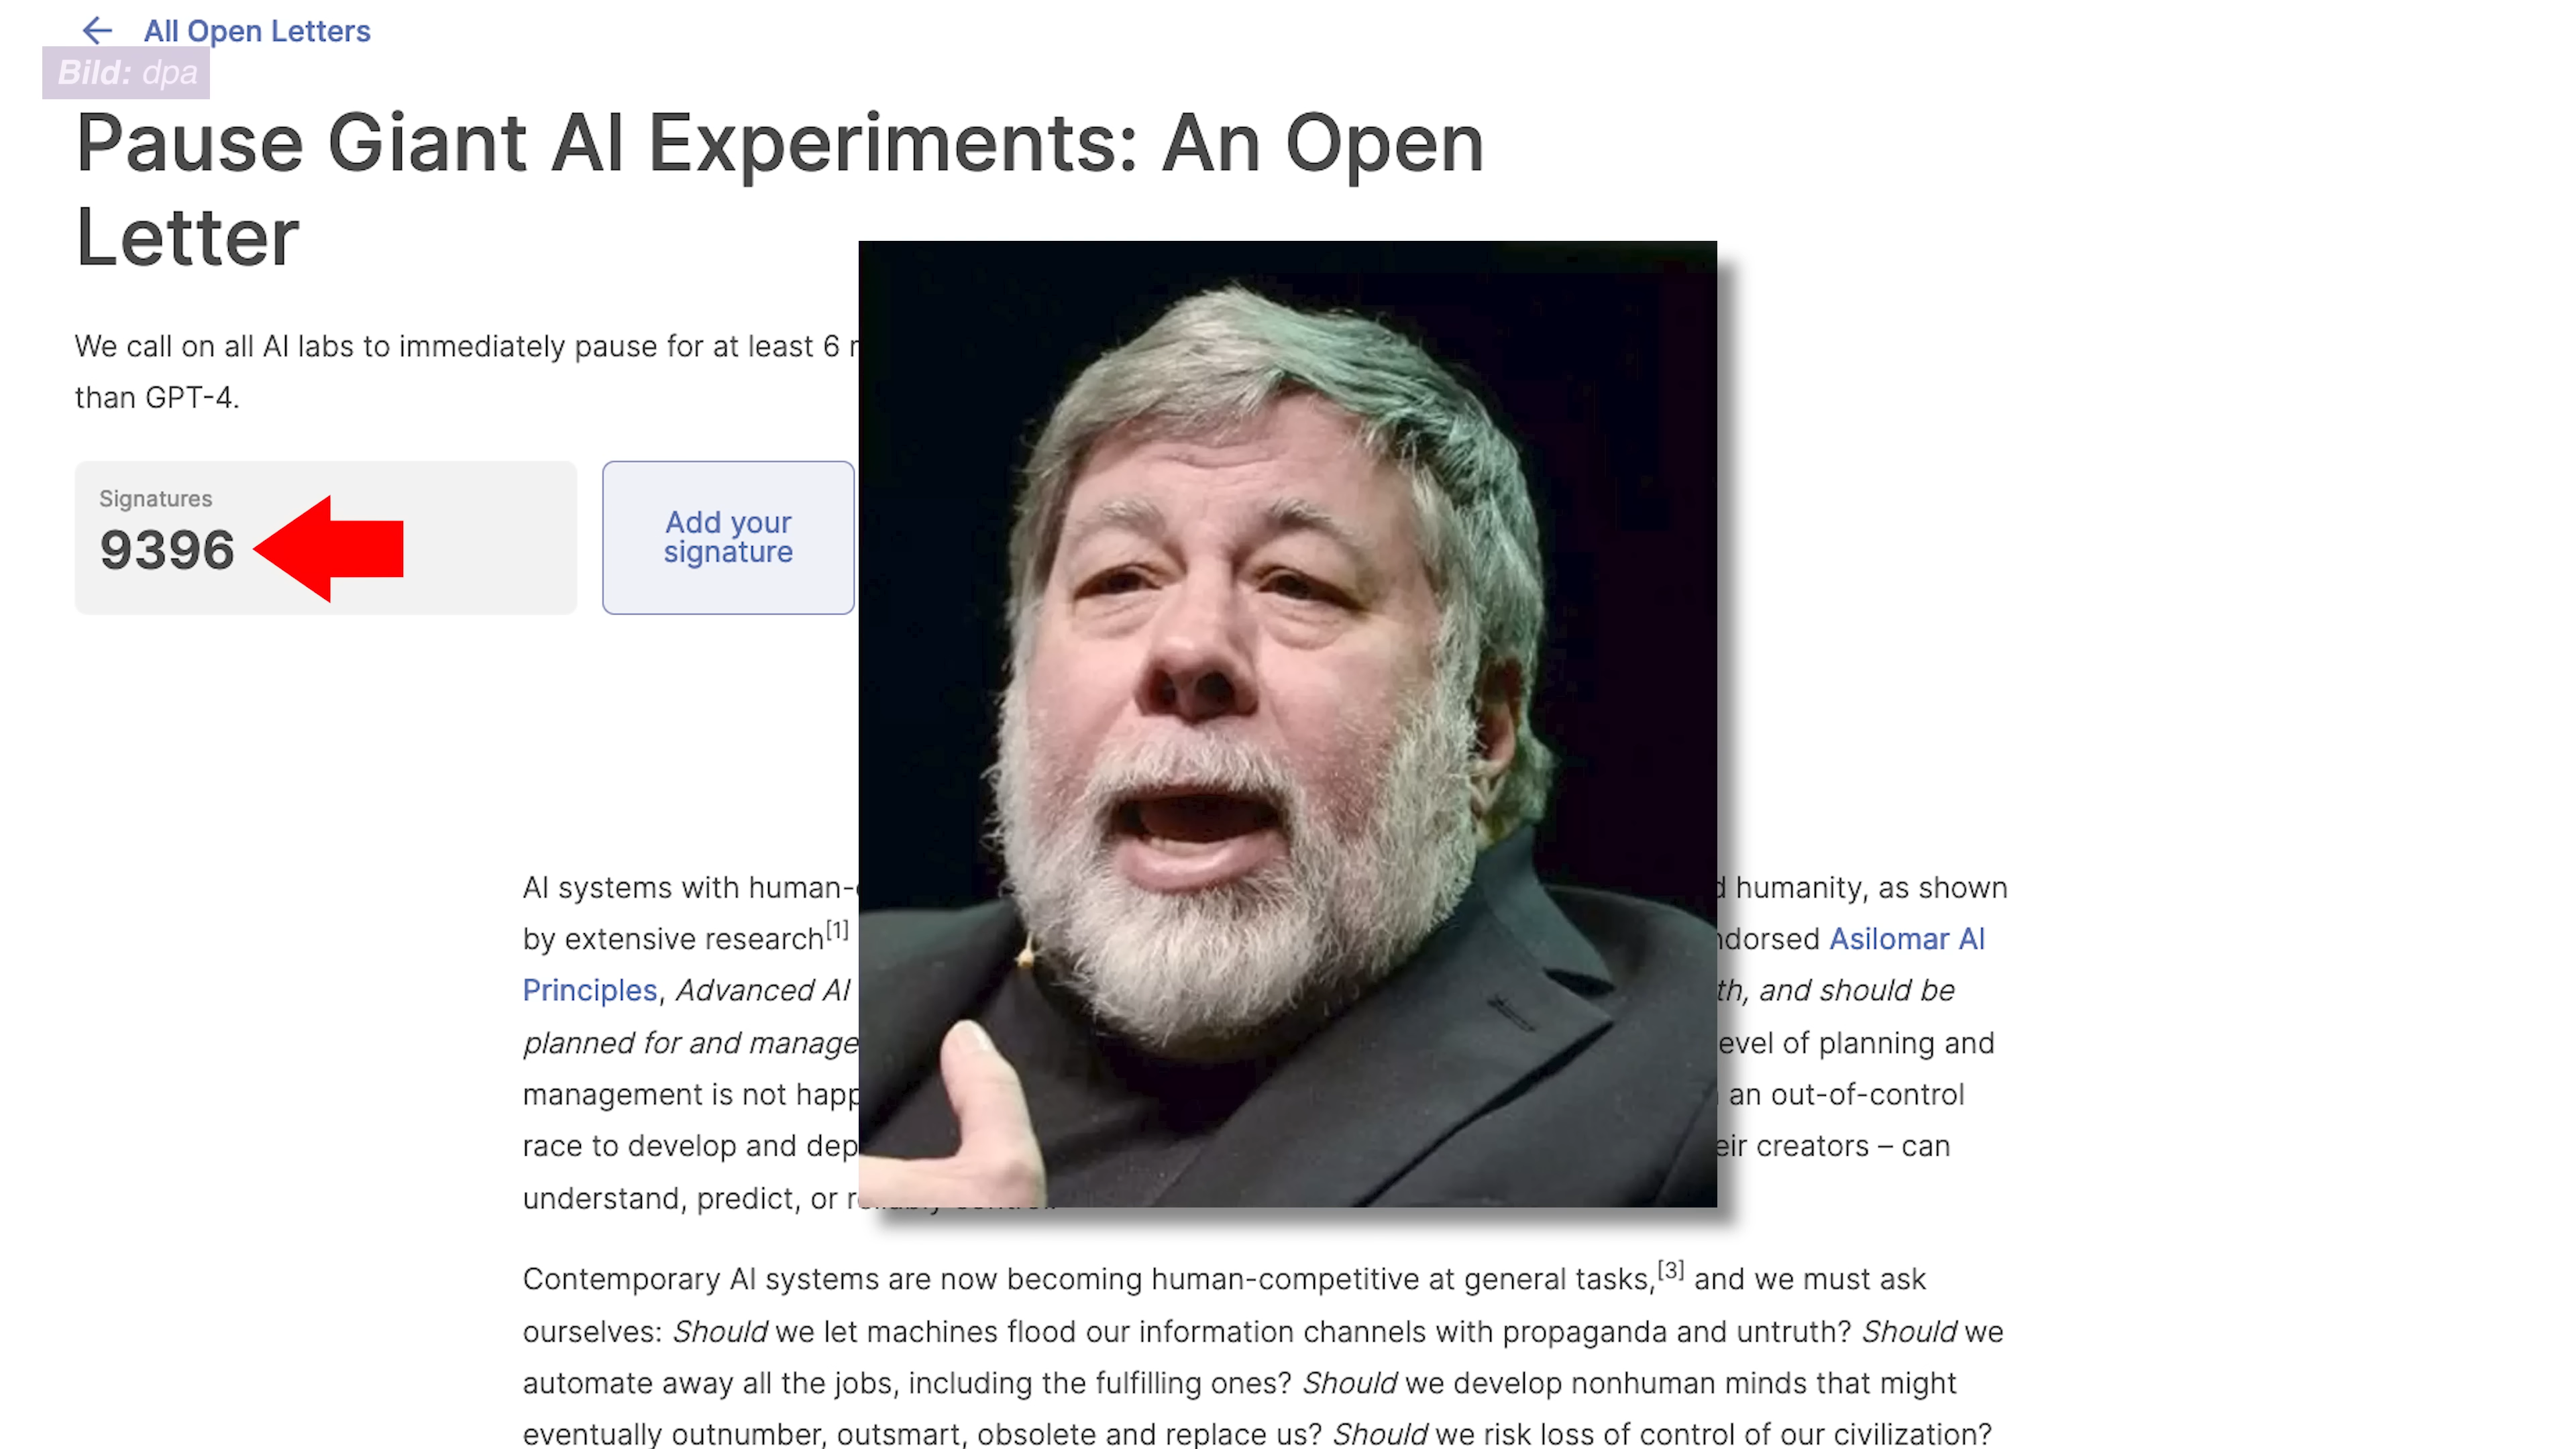 All Open Letters
Bild: dpa
Pause Giant AI Experiments: An Open
Letter
We call on all AI labs to immediately pause for at least 6
than GPT-4.
Signatures
9396
Add your
signature
AI systems with human- humanity, as shown
by extensive research[1] Asilomar AI
Principles, Advanced AI and should be
planned for and of planning and
management is not an out-of-control
race to develop and creators – can
understand, predict, or
Contemporary AI systems are now becoming human-competitive at general tasks,[3] and we must ask
ourselves: Should we let machines flood our information channels with propaganda and untruth? Should we
automate away all the jobs, including the fulfilling ones? Should we develop nonhuman minds that might
eventually outnumber, outsmart, obsolete and replace us? Should we risk loss of control of our civilization?